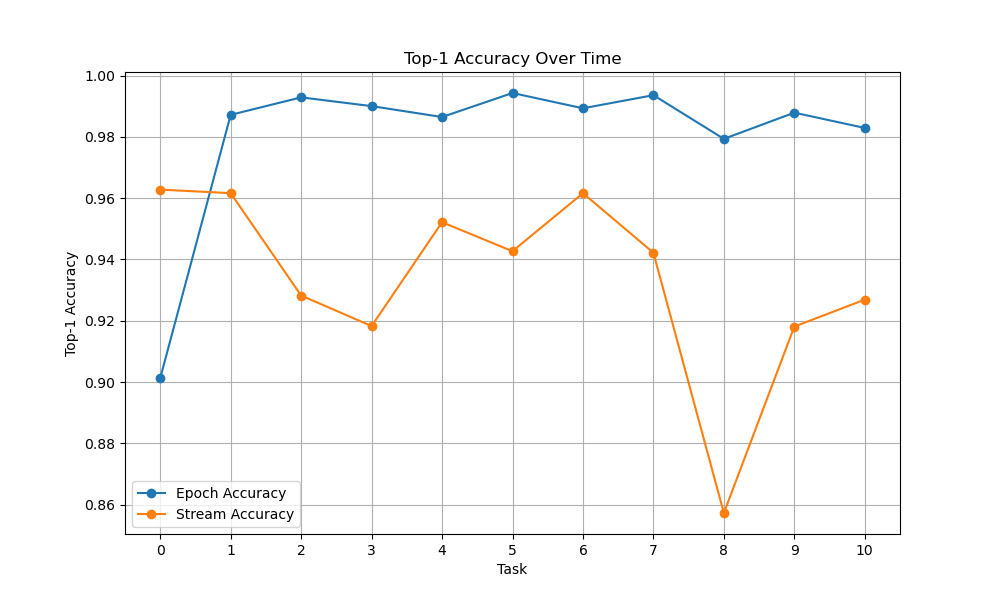 Top-1 Accuracy Over Time
Top-1 Accuracy
1.00
0.98
0.96
0.94
0.92
0.90
0.88
0.86
Epoch Accuracy
Stream Accuracy
0 1 2 3 4 5 6 7 8 9 10
Task